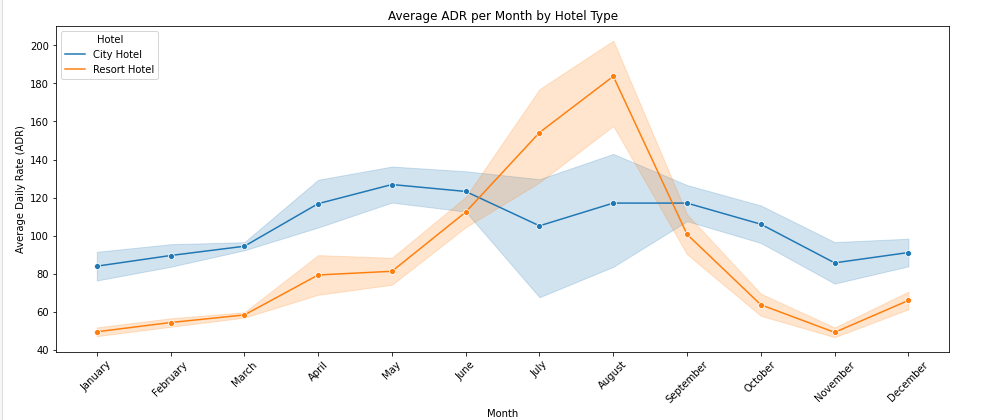 Average ADR per Month by Hotel Type
Hotel
City Hotel
Resort Hotel
Average Daily Rate (ADR)
200
180
160
140
120
100
80
60
40
January
February
March
April
May
June
July
August
September
October
November
December
Month